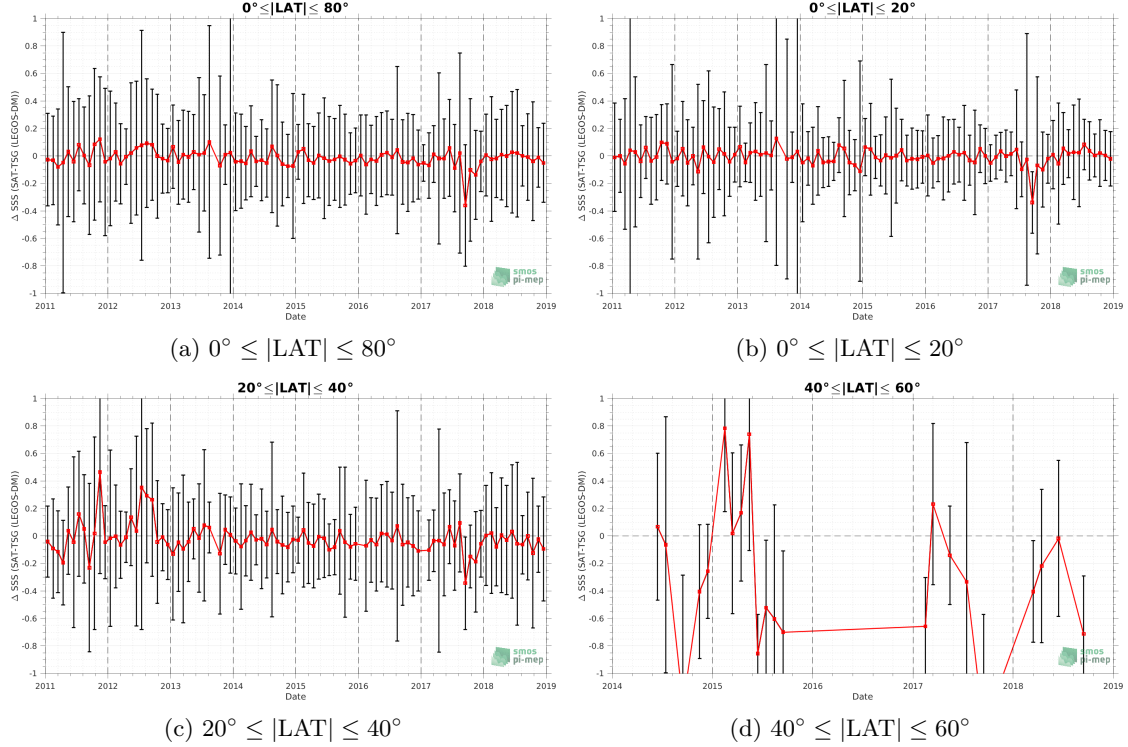 0°≤|LAT|≤ 80°
Δ SSS (SAT-TSG (LEGOS-DM))
1
0.8
0.6
0.4
0.2
0
-0.2
-0.4
-0.6
-0.8
-1
2011 2012 2013 2014 2015 2016 2017 2018 2019
Date
smos
pi-mep
(a) 0° ≤ |LAT| ≤ 80°
0°≤|LAT|≤ 20°
Δ SSS (SAT-TSG (LEGOS-DM))
1
0.8
0.6
0.4
0.2
0
-0.2
-0.4
-0.6
-0.8
-1
2011 2012 2013 2014 2015 2016 2017 2018 2019
Date
smos
pi-mep
(b) 0° ≤ |LAT| ≤ 20°
20°≤|LAT|≤ 40°
Δ SSS (SAT-TSG (LEGOS-DM))
1
0.8
0.6
0.4
0.2
0
-0.2
-0.4
-0.6
-0.8
-1
2011 2012 2013 2014 2015 2016 2017 2018 2019
Date
smos
pi-mep
(c) 20° ≤ |LAT| ≤ 40°
40°≤|LAT|≤ 60°
Δ SSS (SAT-TSG (LEGOS-DM))
1
0.8
0.6
0.4
0.2
0
-0.2
-0.4
-0.6
-0.8
-1
2014 2015 2016 2017 2018 2019
Date
smos
pi-mep
(d) 40° ≤ |LAT| ≤ 60°